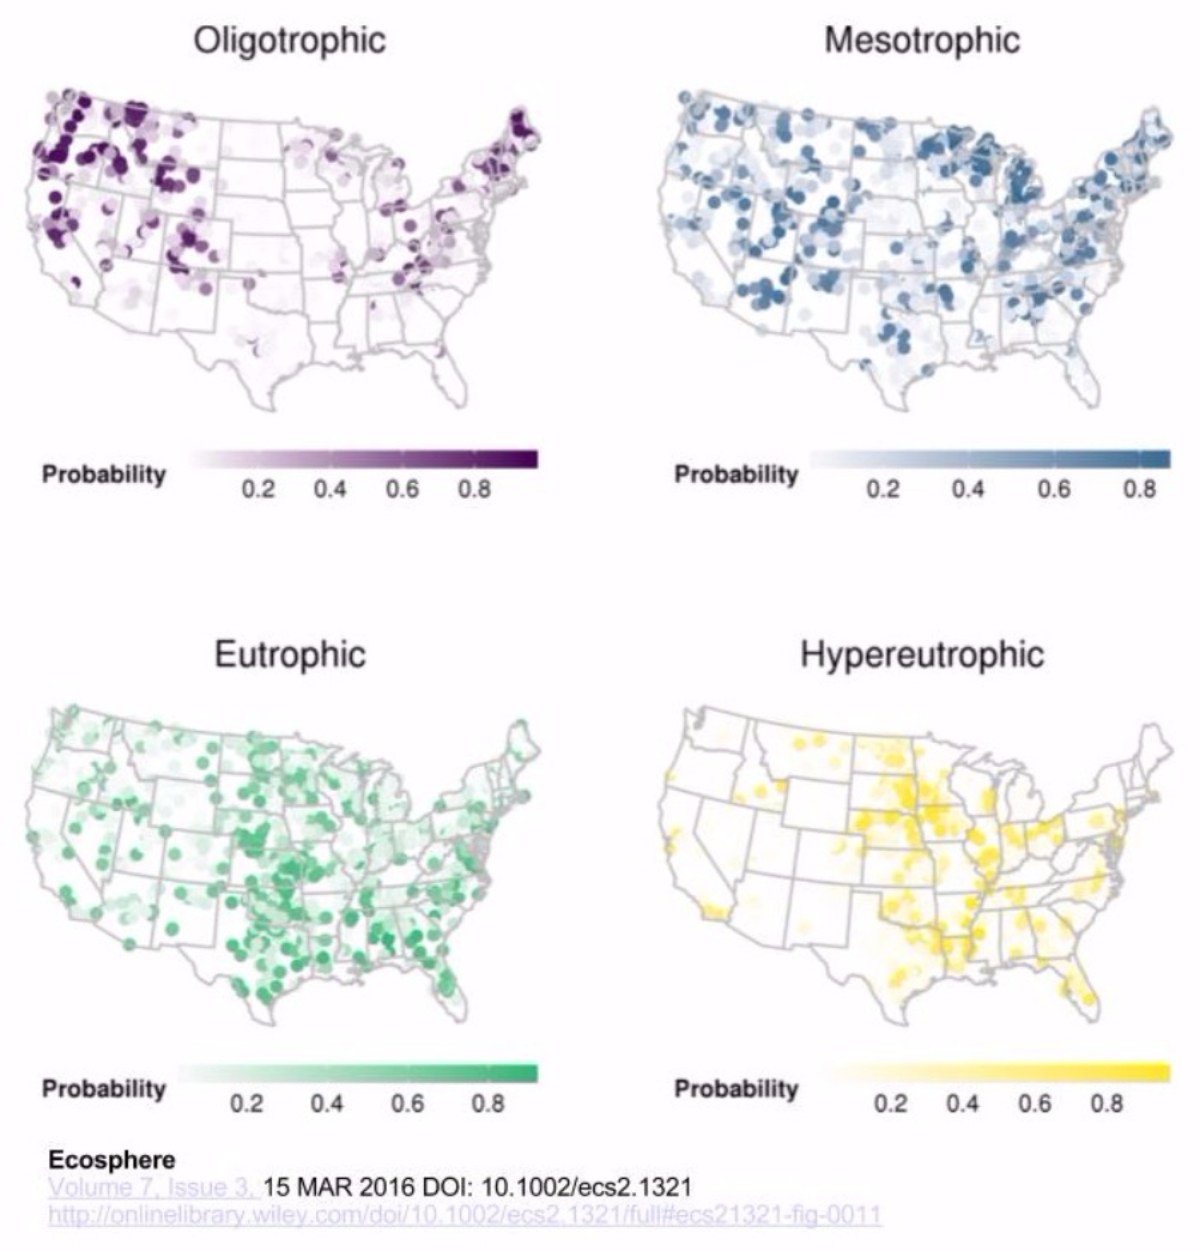 Oligotrophic
Mesotrophic
Probability
0.2 0.4 0.6 0.8
Probability
0.2 0.4 0.6 0.8
Eutrophic
Hypereutrophic
Probability
0.2 0.4 0.6 0.8
Probability
0.2 0.4 0.6 0.8
Ecosphere
Volume 7, Issue 3, 15 MAR 2016 DOI: 10.1002/ecs2.1321
http://onlinelibrary.wiley.com/doi/10.1002/ecs2.1321/full#ecs21321-fig-0011